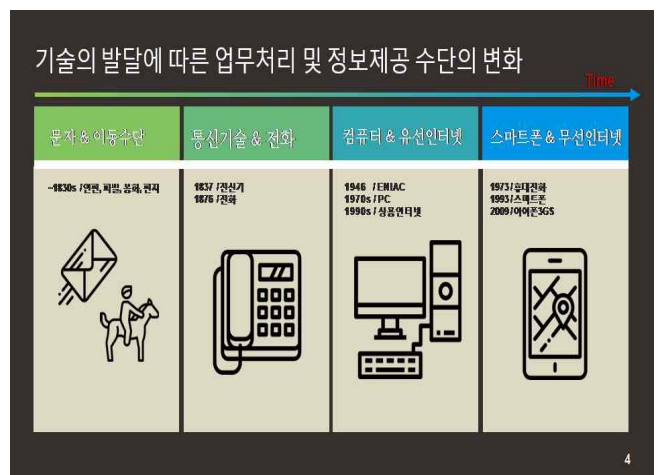 기술의 발달에 따른 업무처리 및 정보제공 수단의 변화
Time
문자 & 이동수단
통신기술 & 전화
컴퓨터 & 유선인터넷
스마트폰 & 무선인터넷
~1830s / 연필, 파발, 봉화, 편지
1837 / 전신기
1876 / 전화
1946 / ENIAC
1970s / PC
1990s / 상용인터넷
1973 / 휴대전화
1993 / 스마트폰
2009 / 아이폰3GS
4